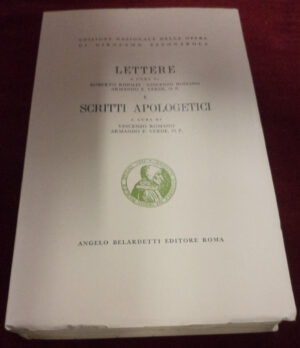 EDIZIONE NAZIONALE DELLE OPERE
DI GIROLAMO SAVONAROLA
LETTERE
A CURA DI
ROBERTO RIDOLFI, VINCENZO ROMANO
ARMANDO F. VERDE, O. P.
E
SCRITTI APOLOGETICI
A CURA DI
VINCENZO ROMANO
ARMANDO F. VERDE, O. P.
ANGELO BELARDETTI EDITORE ROMA